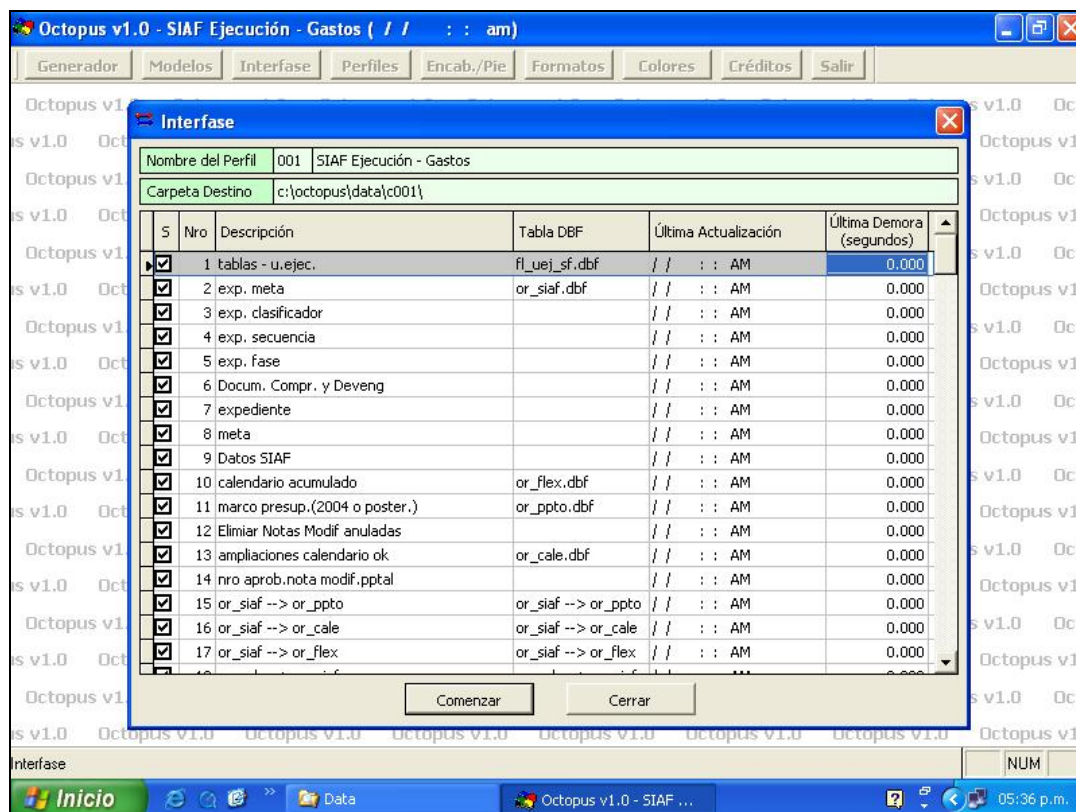 Octopus v1.0 - SIAF Ejecución - Gastos ( / / : : am)
Generador Modelos Interfase Perfiles Encab./Pie Formatos Colores Créditos Salir
Interfase
Nombre del Perfil 001 SIAF Ejecución - Gastos
Carpeta Destino c:\octopus\data\c001\
S Nro Descripción Tabla DBF Última Actualización Última Demora (segundos)
1 tablas - u.ejec. fl_uej_sf.dbf / / : : AM 0.000
2 exp. meta or_siaf.dbf / / : : AM 0.000
3 exp. clasificador / / : : AM 0.000
4 exp. secuencia / / : : AM 0.000
5 exp. fase / / : : AM 0.000
6 Docum. Compr. y Deveng / / : : AM 0.000
7 expediente / / : : AM 0.000
8 meta / / : : AM 0.000
9 Datos SIAF / / : : AM 0.000
10 calendario acumulado or_flex.dbf / / : : AM 0.000
11 marco presup.(2004 o poster.) or_ppto.dbf / / : : AM 0.000
12 Elimiar Notas Modif anuladas / / : : AM 0.000
13 ampliaciones calendario ok or_cale.dbf / / : : AM 0.000
14 nro aprob.nota modif.pptal / / : : AM 0.000
15 or_siaf --> or_ppto or_siaf --> or_ppto / / : : AM 0.000
16 or_siaf --> or_cale or_siaf --> or_cale / / : : AM 0.000
17 or_siaf --> or_flex or_siaf --> or_flex / / : : AM 0.000
Comenzar Cerrar
Octopus v1.0
Interfase NUM
Inicio Data Octopus v1.0 - SIAF ... 05:36 p.m.